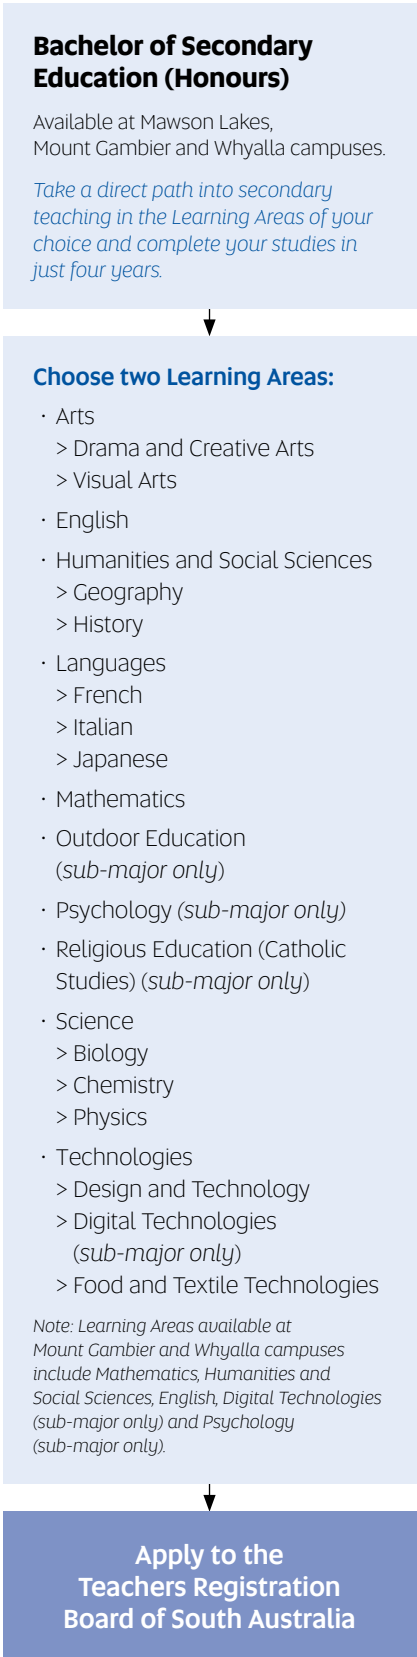 Bachelor of Secondary
Education (Honours)
Available at Mawson Lakes,
Mount Gambier and Whyalla campuses.
Take a direct path into secondary
teaching in the Learning Areas of your
choice and complete your studies in
just four years.
Choose two Learning Areas:
· Arts
> Drama and Creative Arts
> Visual Arts
· English
· Humanities and Social Sciences
> Geography
> History
· Languages
> French
> Italian
> Japanese
· Mathematics
· Outdoor Education
(sub-major only)
· Psychology (sub-major only)
· Religious Education (Catholic
Studies) (sub-major only)
· Science
> Biology
> Chemistry
> Physics
· Technologies
> Design and Technology
> Digital Technologies
(sub-major only)
> Food and Textile Technologies
Note: Learning Areas available at
Mount Gambier and Whyalla campuses
include Mathematics, Humanities and
Social Sciences, English, Digital Technologies
(sub-major only) and Psychology
(sub-major only).
Apply to the
Teachers Registration
Board of South Australia